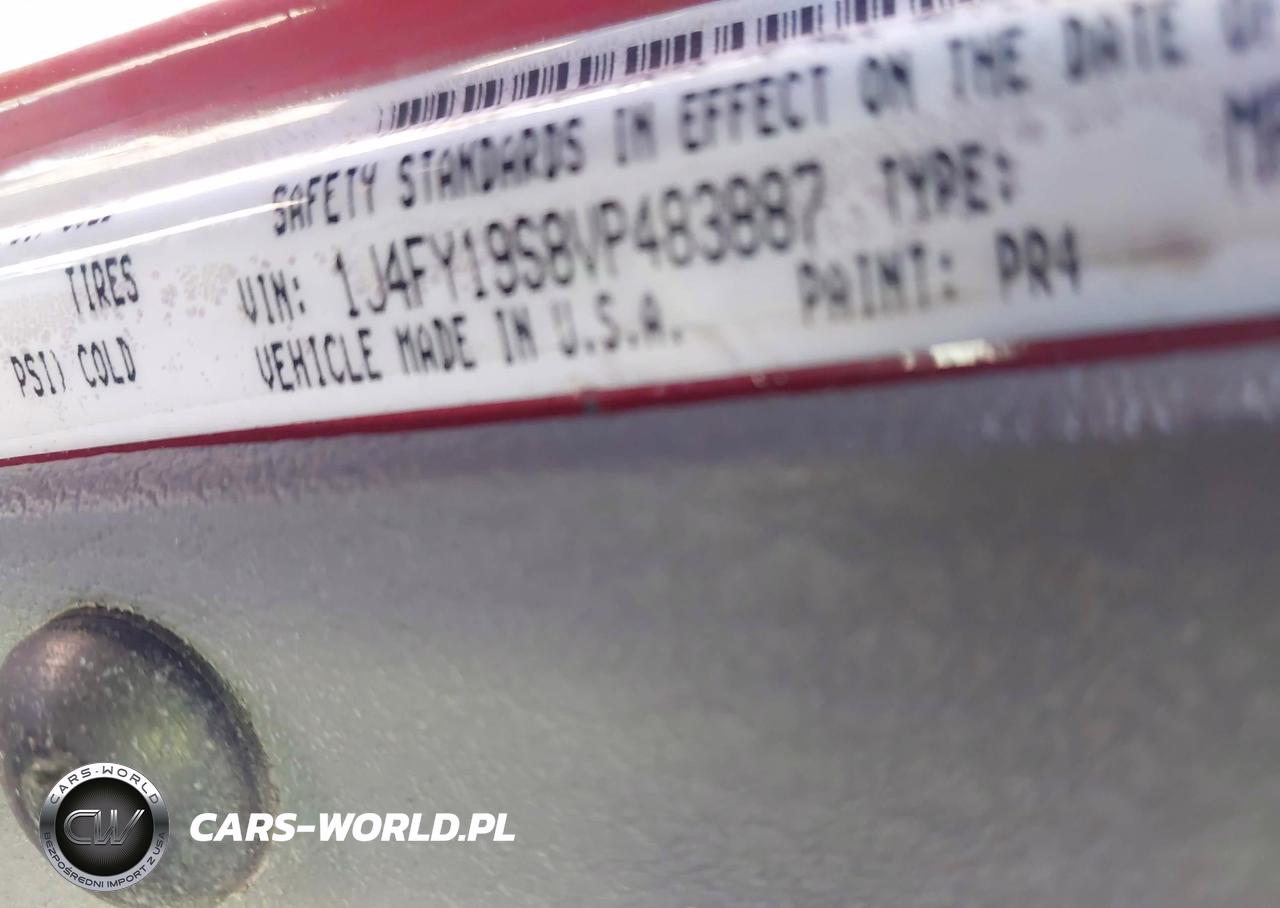 SAFETY STANDARDS IN EFFECT ON THE DATE
TIRES
VIN: 1J4FY19S8VP483887 TYPE:
PSI) COLD
VEHICLE MADE IN U.S.A. PAINT: PR4
CARS-WORLD
CW
BEZPOŚREDNI IMPORT Z USA
CARS-WORLD.PL